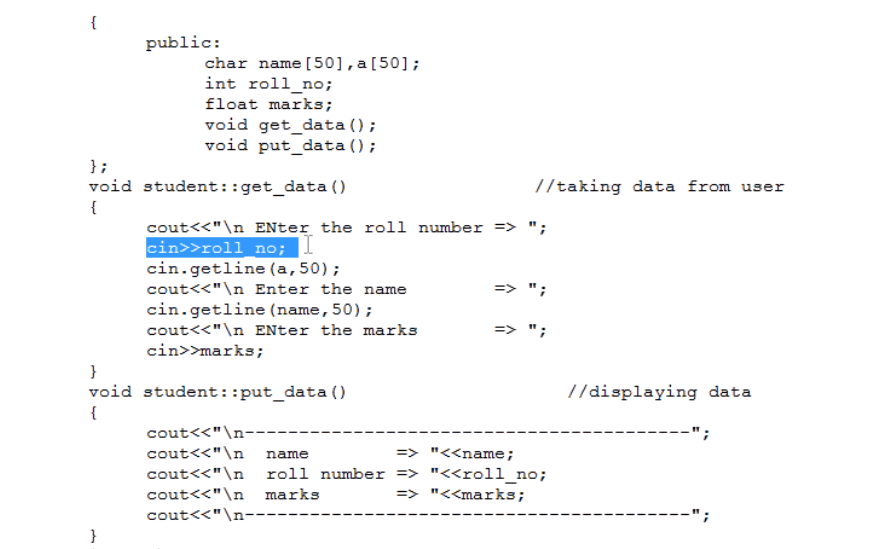 {
public:
char name[50],a[50];
int roll_no;
float marks;
void get_data();
void put_data();
};
void student::get_data() //taking data from user
{
cout<<"\n ENter the roll number => ";
cin>>roll_no;
cin.getline(a,50);
cout<<"\n Enter the name => ";
cin.getline(name,50);
cout<<"\n ENter the marks => ";
cin>>marks;
}
void student::put_data() //displaying data
{
cout<<"\n-----------------------------------------";
cout<<"\n name => "<<name;
cout<<"\n roll number => "<<roll_no;
cout<<"\n marks => "<<marks;
cout<<"\n-----------------------------------------";
}